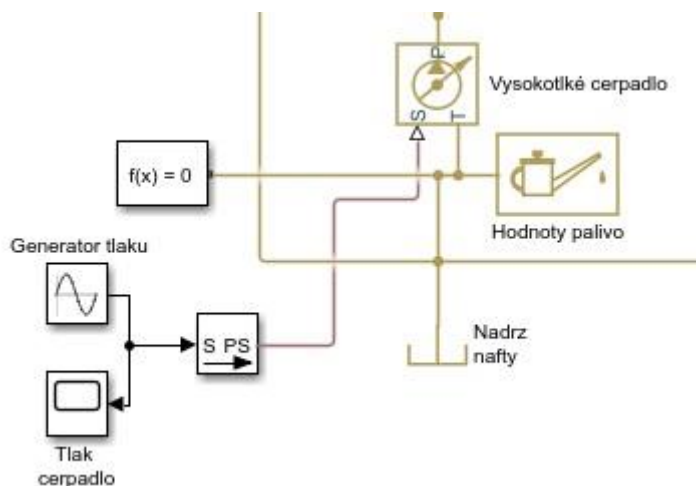 P
Vysokotlké cerpadlo
S
T
f(x) = 0
Hodnoty palivo
Generator tlaku
S PS
Nadrz
nafty
Tlak
cerpadlo